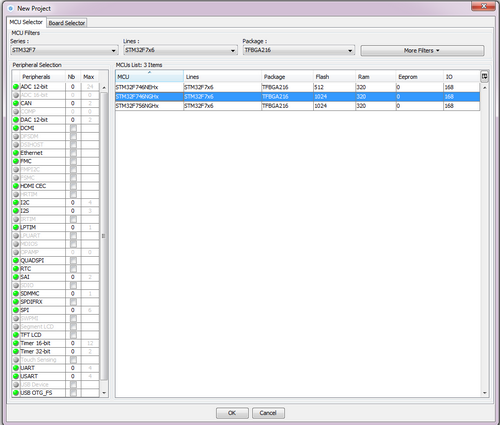 New Project
MCU Selector Board Selector
MCU Filters
Series : Lines : Package :
STM32F7 STM32F7x6 TFBGA216 More Filters
Peripheral Selection MCUs List: 3 Items
Peripherals Nb Max MCU Lines Package Flash Ram Eeprom IO
ADC 12-bit 0 24 STM32F746NEHx STM32F7x6 TFBGA216 512 320 0 168
ADC 16-bit 0 0 STM32F746NGHx STM32F7x6 TFBGA216 1024 320 0 168
CAN 0 2 STM32F756NGHx STM32F7x6 TFBGA216 1024 320 0 168
COMP 0 0
DAC 12-bit 0 2
DCMI
DFSDM
DSIHOST
Ethernet
FMC
FMPI2C
FSMC
HDMI CEC
HRTIM
I2C 0 4
I2S 0 3
IRTIM
LPTIM 0 1
LPUART
MDIOS
OPAMP 0 0
QUADSPI
RTC
SAI 0 2
SDIO
SDMMC 0 1
SPDIFRX
SPI 0 6
SWPMI
Segment LCD
TFT LCD
Timer 16-bit 0 12
Timer 32-bit 0 2
Touch Sensing
UART 0 4
USART 0 4
USB Device
USB OTG_FS
OK Cancel